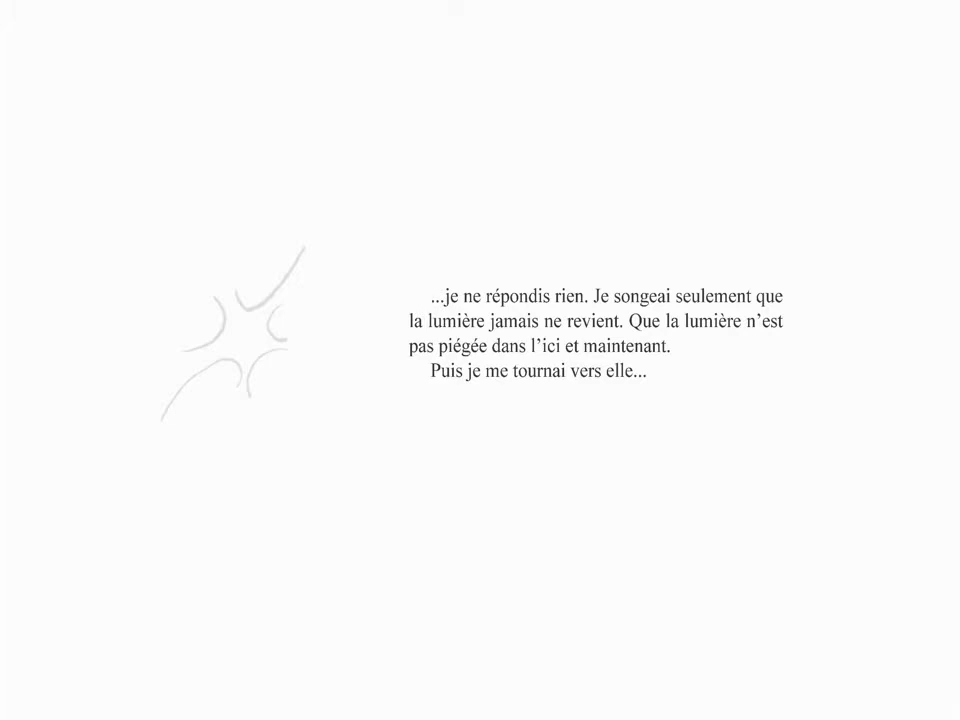 ...je ne répondis rien. Je songeai seulement que
la lumière jamais ne revient. Que la lumière n’est
pas piégée dans l’ici et maintenant.
Puis je me tournai vers elle...